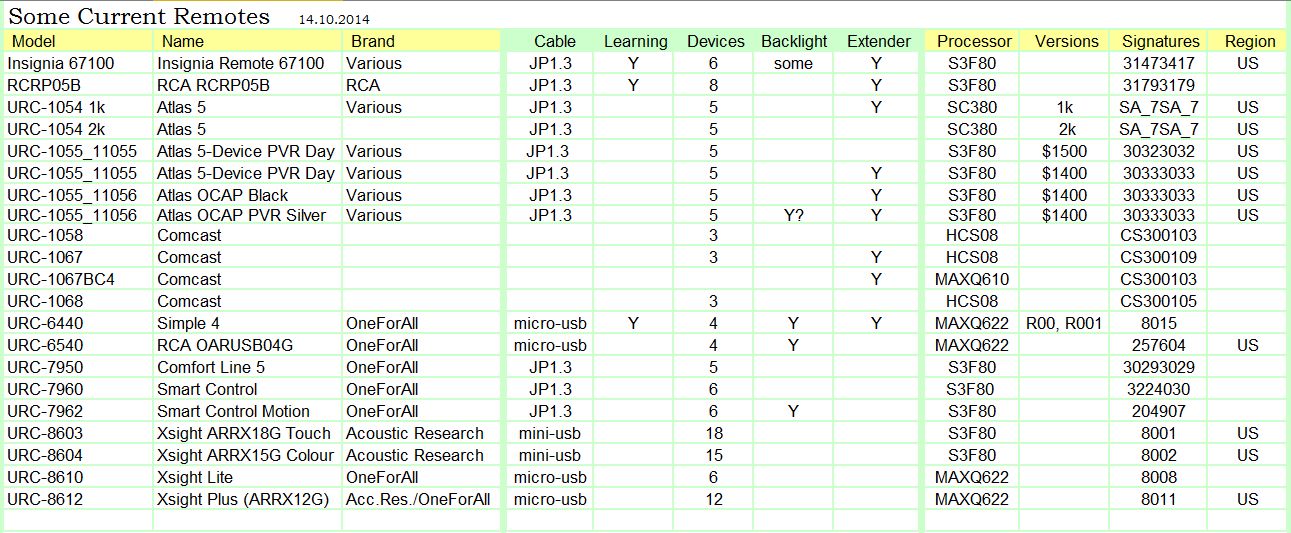 Some Current Remotes 14.10.2014
Model Name Brand Cable Learning Devices Backlight Extender Processor Versions Signatures Region
Insignia 67100 Insignia Remote 67100 Various JP1.3 Y 6 some Y S3F80 31473417 US
RCRP05B RCA RCRP05B RCA JP1.3 Y 8 Y S3F80 31793179
URC-1054 1k Atlas 5 Various JP1.3 5 Y SC380 1k SA_7SA_7 US
URC-1054 2k Atlas 5 JP1.3 5 SC380 2k SA_7SA_7 US
URC-1055_11055 Atlas 5-Device PVR Day Various JP1.3 5 S3F80 $1500 30323032 US
URC-1055_11055 Atlas 5-Device PVR Day Various JP1.3 5 Y S3F80 $1400 30333033 US
URC-1055_11056 Atlas OCAP Black Various JP1.3 5 Y S3F80 $1400 30333033 US
URC-1055_11056 Atlas OCAP PVR Silver Various JP1.3 5 Y? Y S3F80 $1400 30333033 US
URC-1058 Comcast 3 HCS08 CS300103
URC-1067 Comcast 3 Y HCS08 CS300109
URC-1067BC4 Comcast Y MAXQ610 CS300103
URC-1068 Comcast 3 HCS08 CS300105
URC-6440 Simple 4 OneForAll micro-usb Y 4 Y Y MAXQ622 R00, R001 8015
URC-6540 RCA OARUSB04G micro-usb 4 Y MAXQ622 257604 US
URC-7950 Comfort Line 5 OneForAll JP1.3 5 S3F80 30293029
URC-7960 Smart Control OneForAll JP1.3 6 S3F80 3224030
URC-7962 Smart Control Motion OneForAll JP1.3 6 Y S3F80 204907
URC-8603 Xsight ARRX18G Touch Acoustic Research mini-usb 18 S3F80 8001 US
URC-8604 Xsight ARRX15G Colour Acoustic Research mini-usb 15 S3F80 8002 US
URC-8610 Xsight Lite OneForAll micro-usb 6 MAXQ622 8008
URC-8612 Xsight Plus (ARRX12G) Acc.Res./OneForAll micro-usb 12 MAXQ622 8011 US